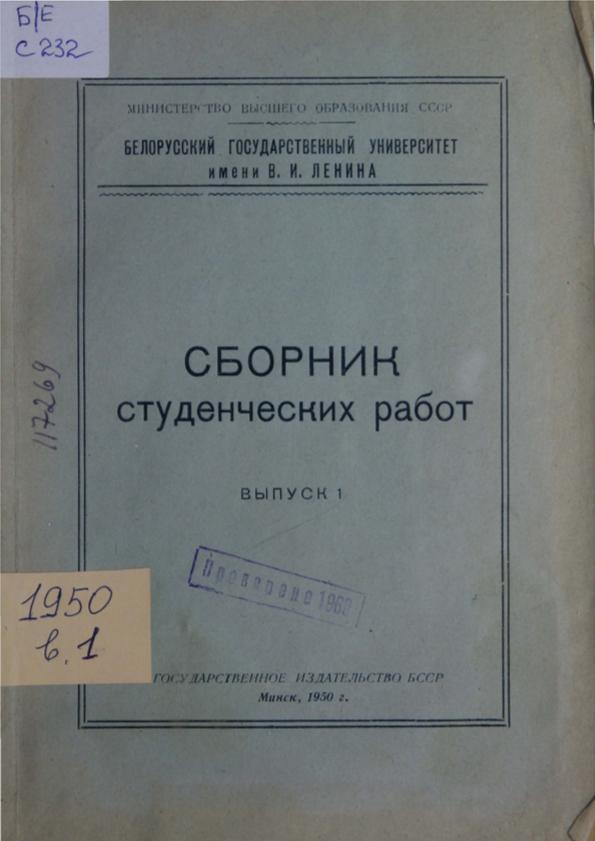 Б/Е
С 232
МИНИСТЕРСТВО ВЫСШЕГО ОБРАЗОВАНИЯ СССР
БЕЛОРУССКИЙ ГОСУДАРСТВЕННЫЙ УНИВЕРСИТЕТ
имени В. И. ЛЕНИНА
СБОРНИК
студенческих работ
117269
ВЫПУСК 1
Проверено 1960
1950
в. 1
ГОСУДАРСТВЕННОЕ ИЗДАТЕЛЬСТВО БССР
Минск, 1950 г.